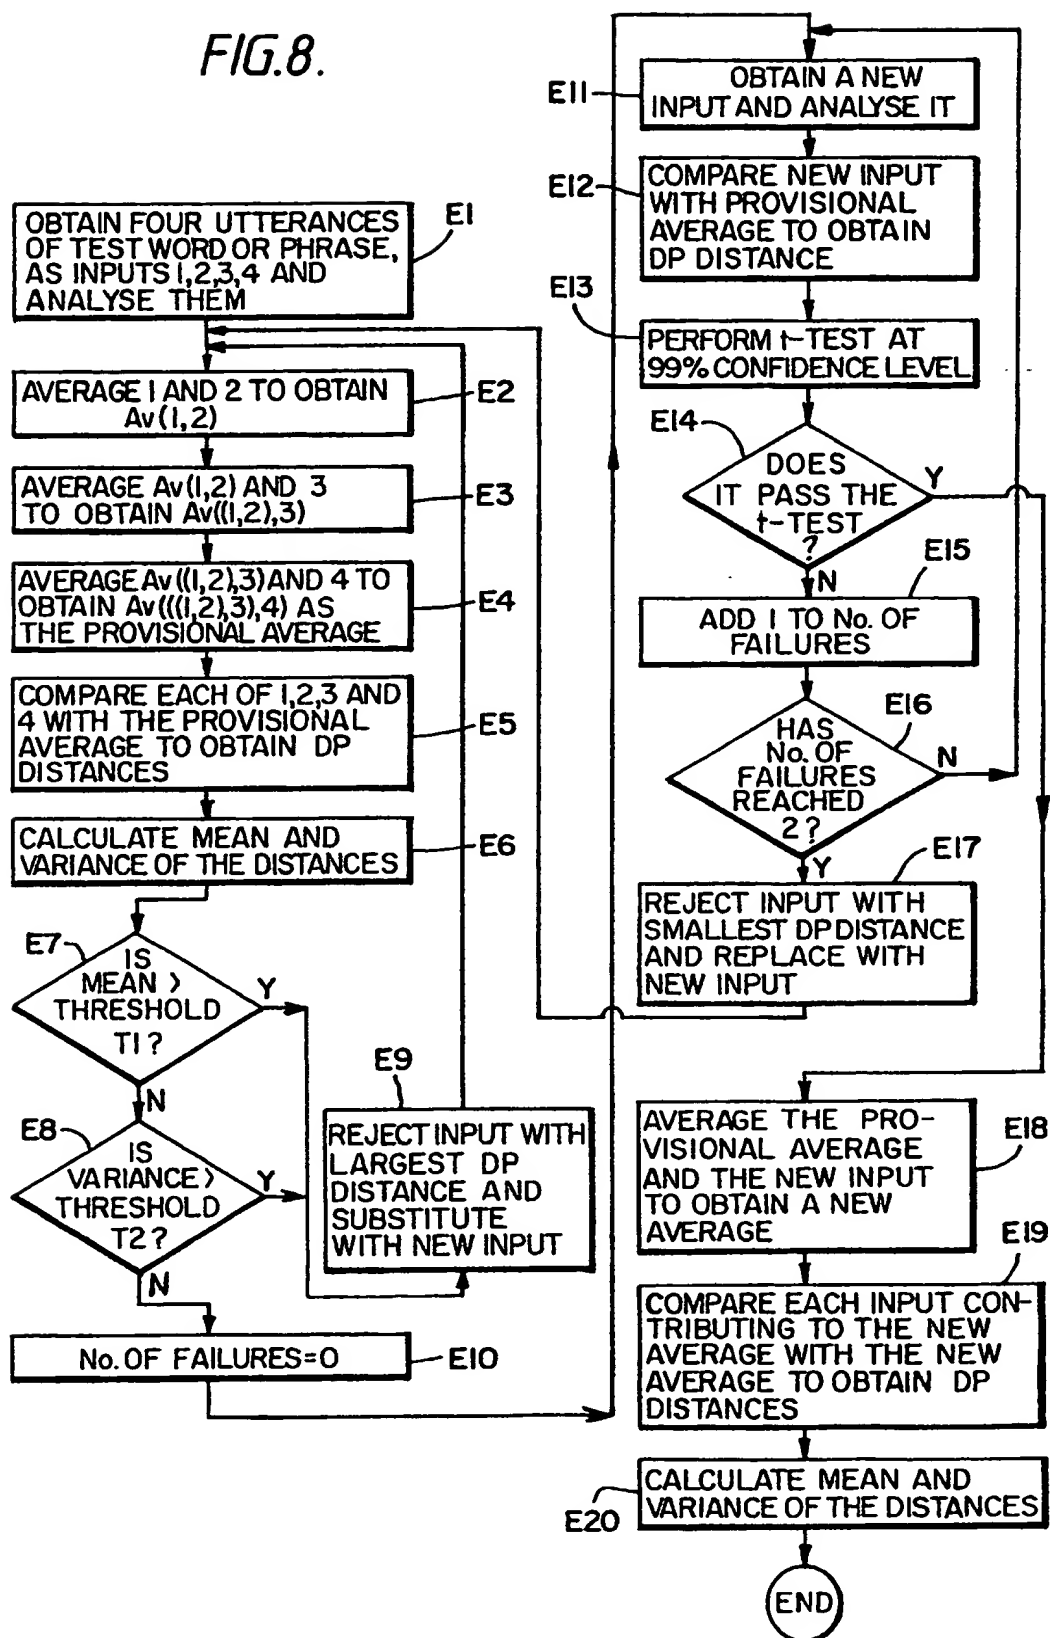 FIG.8.
OBTAIN FOUR UTTERANCES
OF TEST WORD OR PHRASE,
AS INPUTS 1,2,3,4 AND
ANALYSE THEM
E1
AVERAGE 1 AND 2 TO OBTAIN
Av(1,2)
E2
AVERAGE Av(1,2) AND 3
TO OBTAIN Av((1,2),3)
E3
AVERAGE Av((1,2),3) AND 4 TO
OBTAIN Av(((1,2),3),4) AS
THE PROVISIONAL AVERAGE
E4
COMPARE EACH OF 1,2,3 AND
4 WITH THE PROVISIONAL
AVERAGE TO OBTAIN DP
DISTANCES
E5
CALCULATE MEAN AND
VARIANCE OF THE DISTANCES
E6
E7
IS
MEAN >
THRESHOLD
T1?
Y
N
E8
IS
VARIANCE >
THRESHOLD
T2?
Y
N
E9
REJECT INPUT WITH
LARGEST DP
DISTANCE AND
SUBSTITUTE
WITH NEW INPUT
No. OF FAILURES=0
E10
E11
OBTAIN A NEW
INPUT AND ANALYSE IT
E12
COMPARE NEW INPUT
WITH PROVISIONAL
AVERAGE TO OBTAIN
DP DISTANCE
E13
PERFORM t-TEST AT
99% CONFIDENCE LEVEL
E14
DOES
IT PASS THE
t-TEST
?
Y
N
E15
ADD 1 TO No. OF
FAILURES
E16
HAS
No. OF
FAILURES
REACHED
2?
N
Y
E17
REJECT INPUT WITH
SMALLEST DP DISTANCE
AND REPLACE WITH
NEW INPUT
AVERAGE THE PRO-
VISIONAL AVERAGE
AND THE NEW INPUT
TO OBTAIN A NEW
AVERAGE
E18
E19
COMPARE EACH INPUT CON-
TRIBUTING TO THE NEW
AVERAGE WITH THE NEW
AVERAGE TO OBTAIN DP
DISTANCES
CALCULATE MEAN AND
VARIANCE OF THE DISTANCES
E20
END